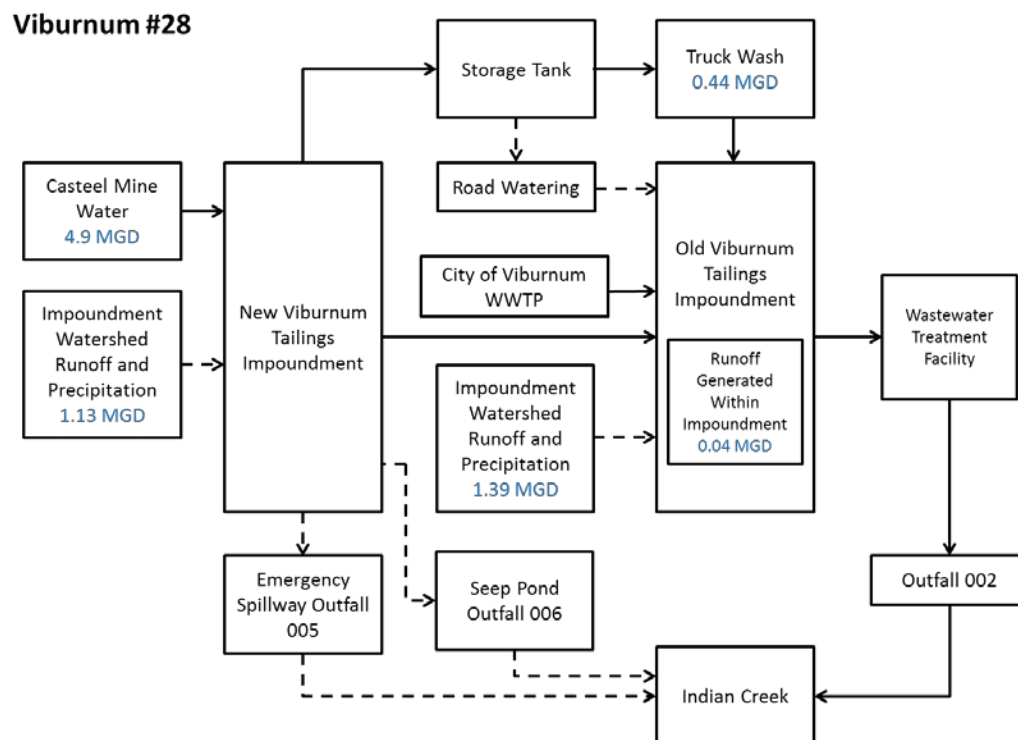 Viburnum #28
Storage Tank
Truck Wash
0.44 MGD
Casteel Mine
Water
4.9 MGD
Road Watering
City of Viburnum
WWTP
Old Viburnum
Tailings
Impoundment
New Viburnum
Tailings
Impoundment
Impoundment
Watershed
Runoff and
Precipitation
1.13 MGD
Impoundment
Watershed
Runoff and
Precipitation
1.39 MGD
Runoff
Generated
Within
Impoundment
0.04 MGD
Wastewater
Treatment
Facility
Emergency
Spillway Outfall
005
Seep Pond
Outfall 006
Outfall 002
Indian Creek